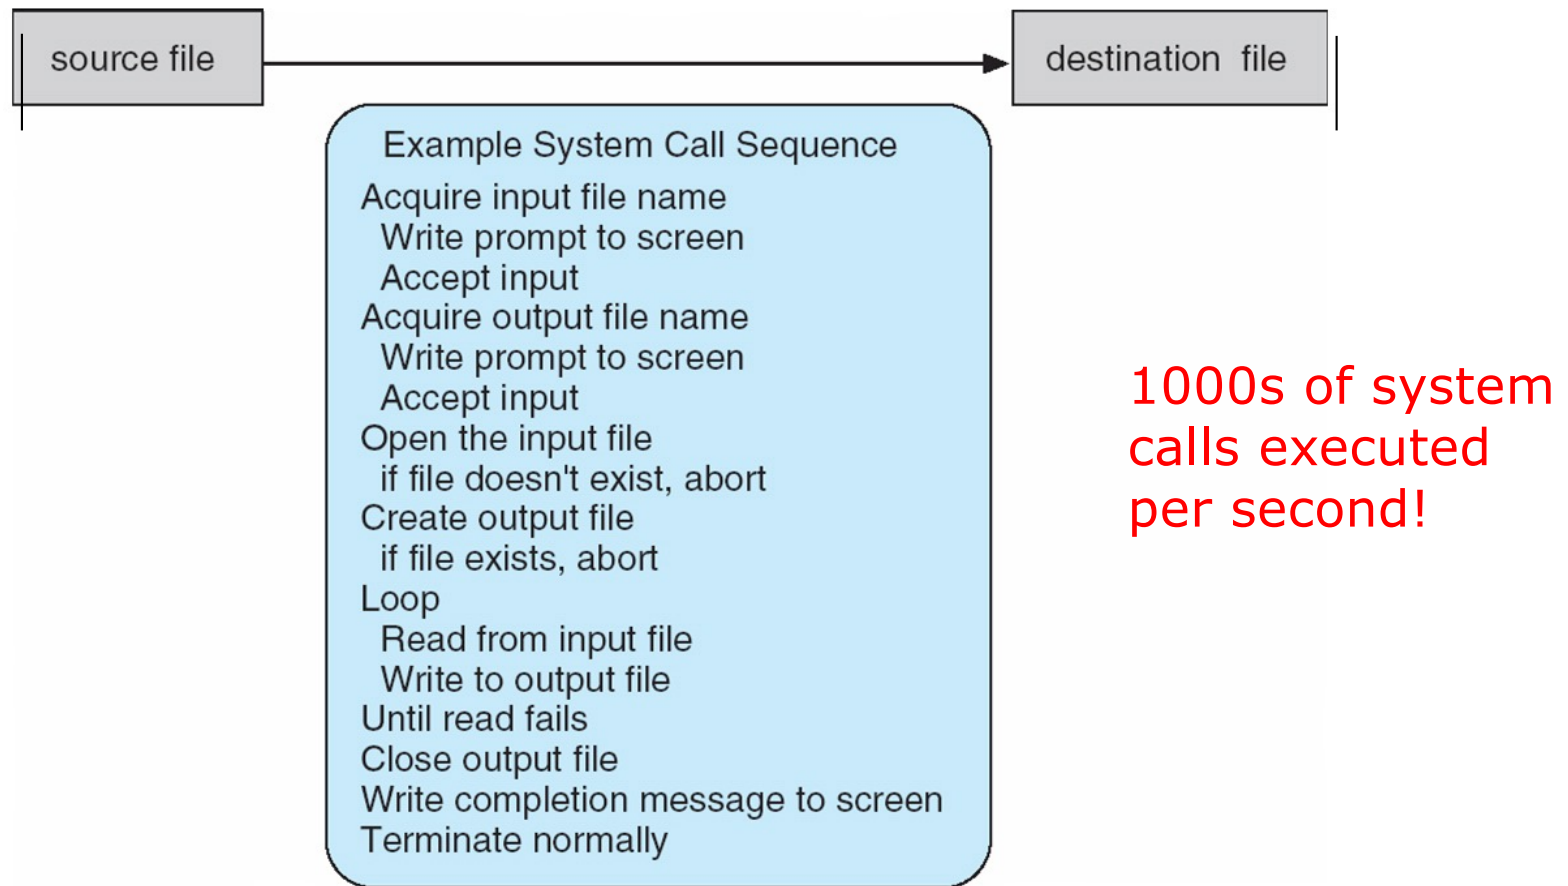 source file
destination file
Example System Call Sequence
Acquire input file name
Write prompt to screen
Accept input
Acquire output file name
Write prompt to screen
Accept input
Open the input file
if file doesn't exist, abort
Create output file
if file exists, abort
Loop
Read from input file
Write to output file
Until read fails
Close output file
Write completion message to screen
Terminate normally
1000s of system
calls executed
per second!